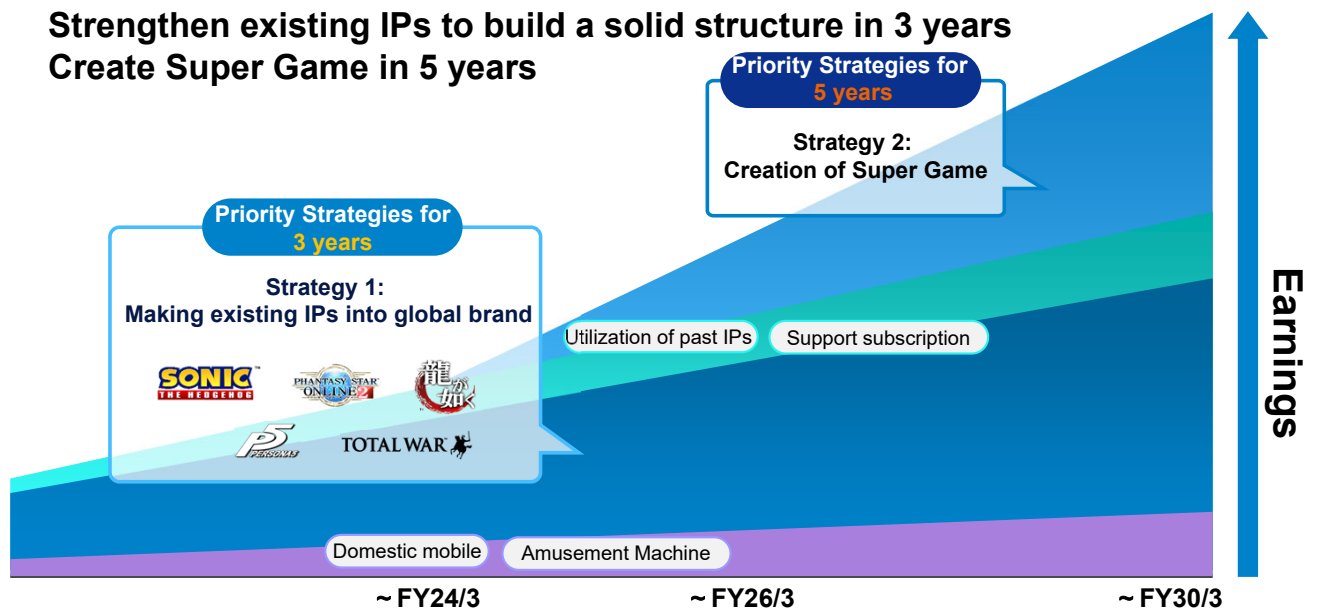 Strengthen existing IPs to build a solid structure in 3 years
Create Super Game in 5 years
Priority Strategies for
5 years
Strategy 2:
Creation of Super Game
Priority Strategies for
3 years
Strategy 1:
Making existing IPs into global brand
SONIC™
THE HEDGEHOG
PHANTASY STAR
ONLINE 2
龍が如く
P5
PERSONA5
TOTAL WAR
Utilization of past IPs
Support subscription
Domestic mobile
Amusement Machine
Earnings
~ FY24/3
~ FY26/3
~ FY30/3